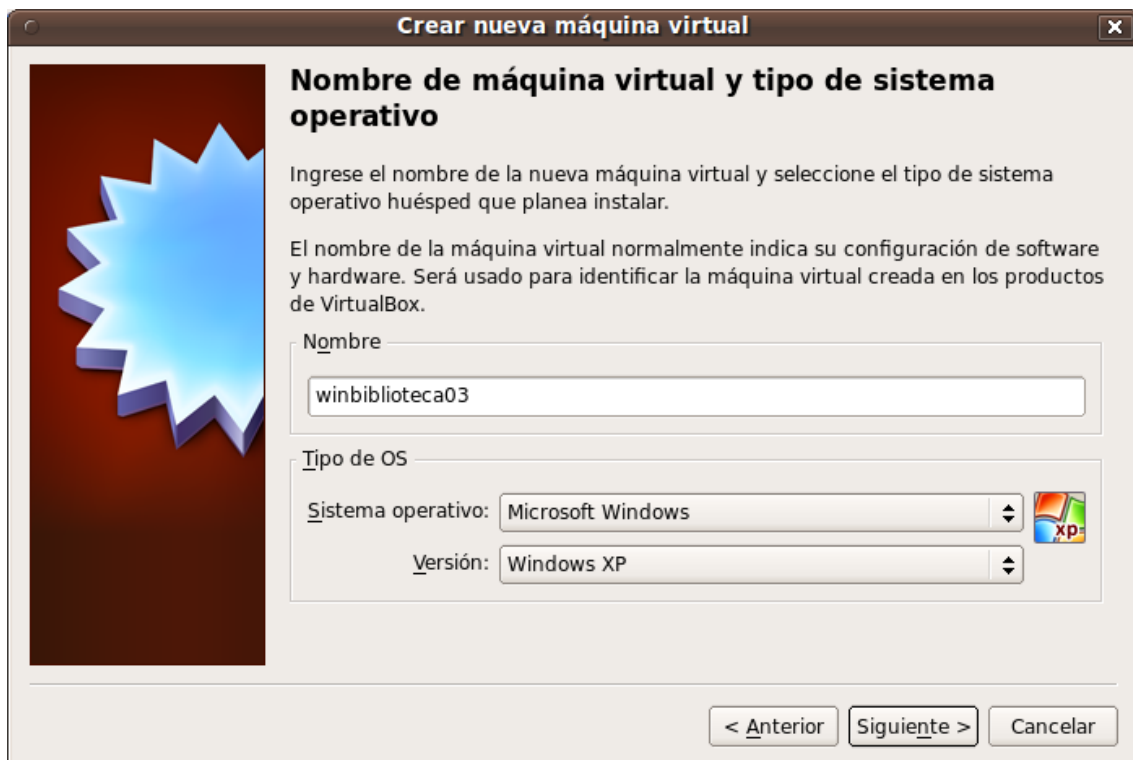 Crear nueva máquina virtual
Nombre de máquina virtual y tipo de sistema
operativo
Ingrese el nombre de la nueva máquina virtual y seleccione el tipo de sistema
operativo huésped que planea instalar.
El nombre de la máquina virtual normalmente indica su configuración de software
y hardware. Será usado para identificar la máquina virtual creada en los productos
de VirtualBox.
Nombre
winbiblioteca03
Tipo de OS
Sistema operativo: Microsoft Windows
xp
Versión: Windows XP
< Anterior Siguiente > Cancelar